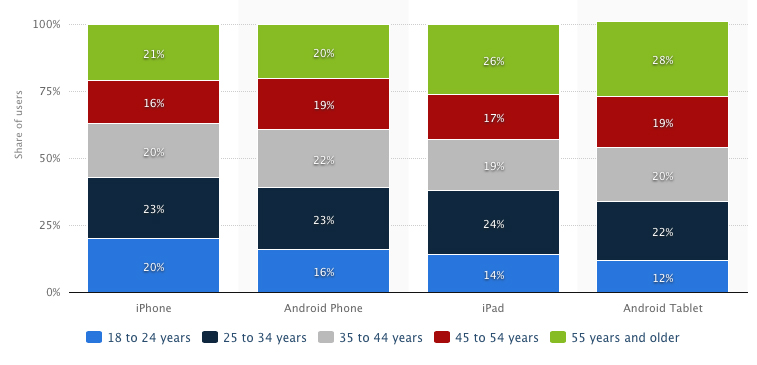 100%
75%
50%
25%
0%
Share of users
21% 20% 26% 28%
16% 19% 17% 19%
20% 22% 19% 20%
23% 23% 24% 22%
20% 16% 14% 12%
iPhone Android Phone iPad Android Tablet
18 to 24 years 25 to 34 years 35 to 44 years 45 to 54 years 55 years and older